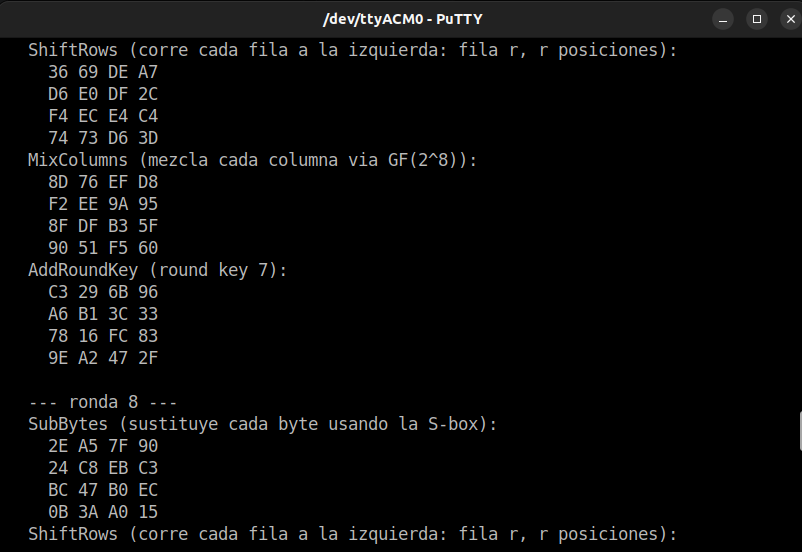 /dev/ttyACM0 - PuTTY
ShiftRows (corre cada fila a la izquierda: fila r, r posiciones):
36 69 DE A7
D6 E0 DF 2C
F4 EC E4 C4
74 73 D6 3D
MixColumns (mezcla cada columna via GF(2^8)):
8D 76 EF D8
F2 EE 9A 95
8F DF B3 5F
90 51 F5 60
AddRoundKey (round key 7):
C3 29 6B 96
A6 B1 3C 33
78 16 FC 83
9E A2 47 2F
--- ronda 8 ---
SubBytes (sustituye cada byte usando la S-box):
2E A5 7F 90
24 C8 EB C3
BC 47 B0 EC
0B 3A A0 15
ShiftRows (corre cada fila a la izquierda: fila r, r posiciones):